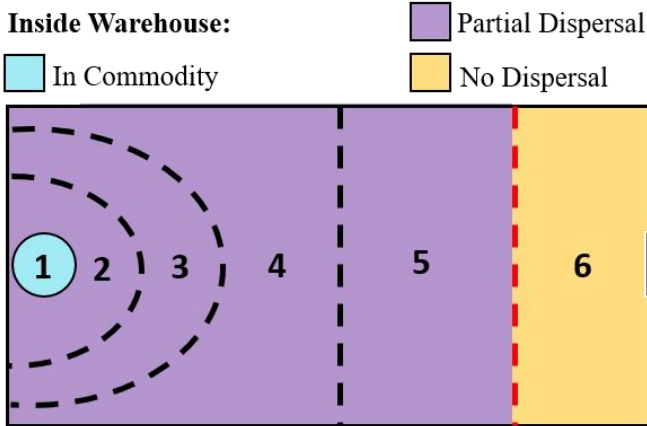 Inside Warehouse:
Partial Dispersal
In Commodity
No Dispersal
1 2 3 4 5 6